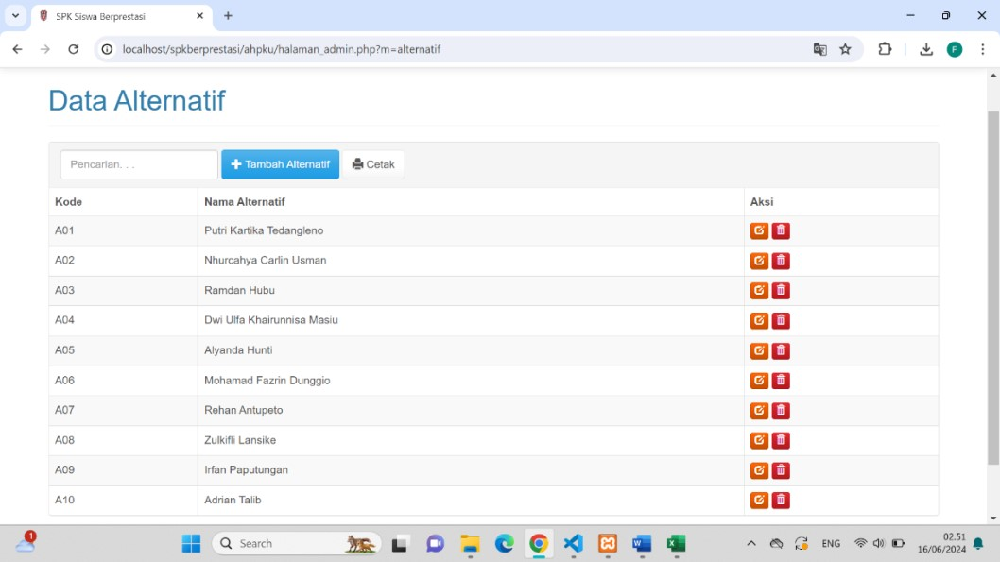 SPK Siswa Berprestasi
localhost/spkberprestasi/ahpku/halaman_admin.php?m=alternatif
F
Data Alternatif
Pencarian. . .
Tambah Alternatif
Cetak
Kode Nama Alternatif Aksi
A01 Putri Kartika Tedangleno
A02 Nhurcahya Carlin Usman
A03 Ramdan Hubu
A04 Dwi Ulfa Khairunnisa Masiu
A05 Alyanda Hunti
A06 Mohamad Fazrin Dunggio
A07 Rehan Antupeto
A08 Zulkifli Lansike
A09 Irfan Paputungan
A10 Adrian Talib
1
Search
ENG
02.51
16/06/2024